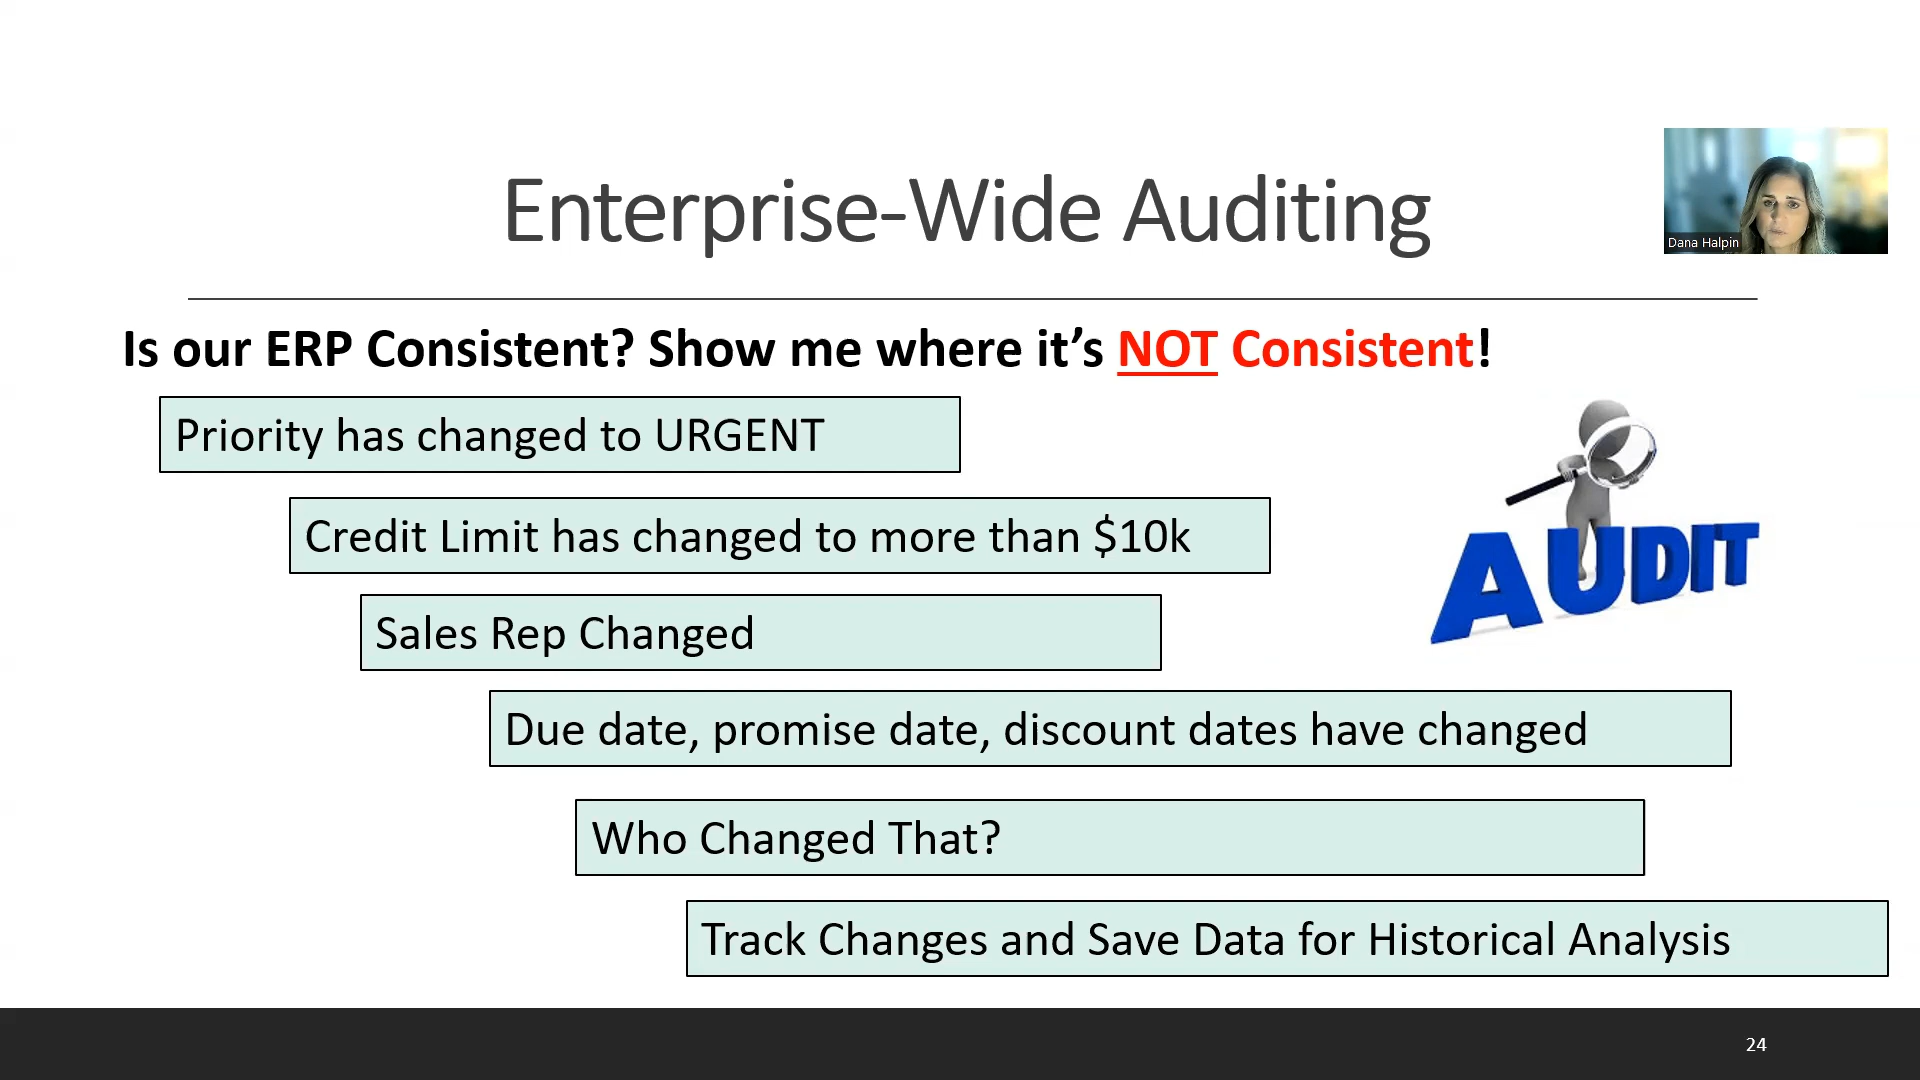 Enterprise-Wide Auditing
Dana Halpin
Is our ERP Consistent? Show me where it’s NOT Consistent!
Priority has changed to URGENT
Credit Limit has changed to more than $10k
Sales Rep Changed
AUDIT
Due date, promise date, discount dates have changed
Who Changed That?
Track Changes and Save Data for Historical Analysis
24